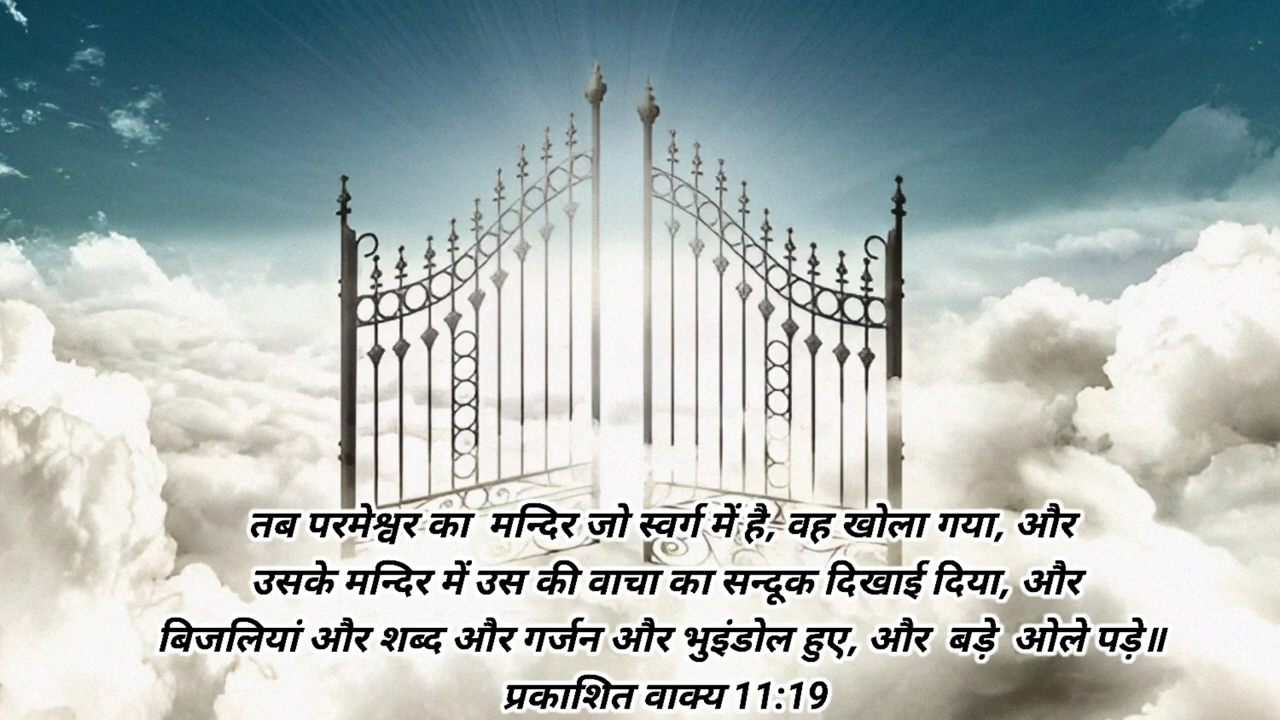 तब परमेश्वर का मन्दिर जो स्वर्ग में है, वह खोला गया, और
उसके मन्दिर में उस की वाचा का सन्दूक दिखाई दिया, और
बिजलियां और शब्द और गर्जन और भुइंडोल हुए, और बड़े ओले पड़े॥
प्रकाशित वाक्य 11:19